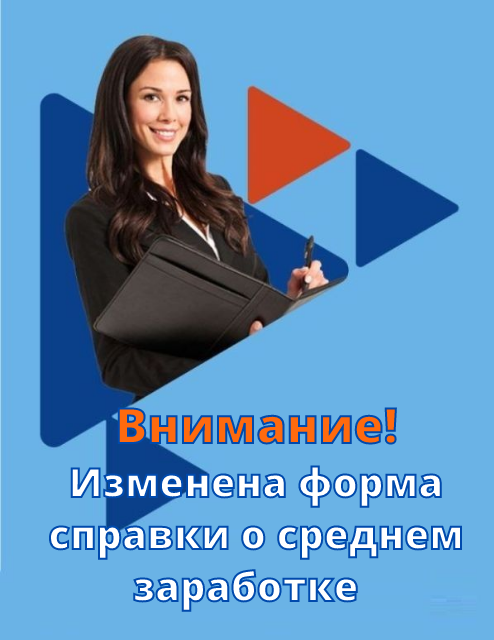 Внимание!
Изменена форма
справки о среднем
заработке